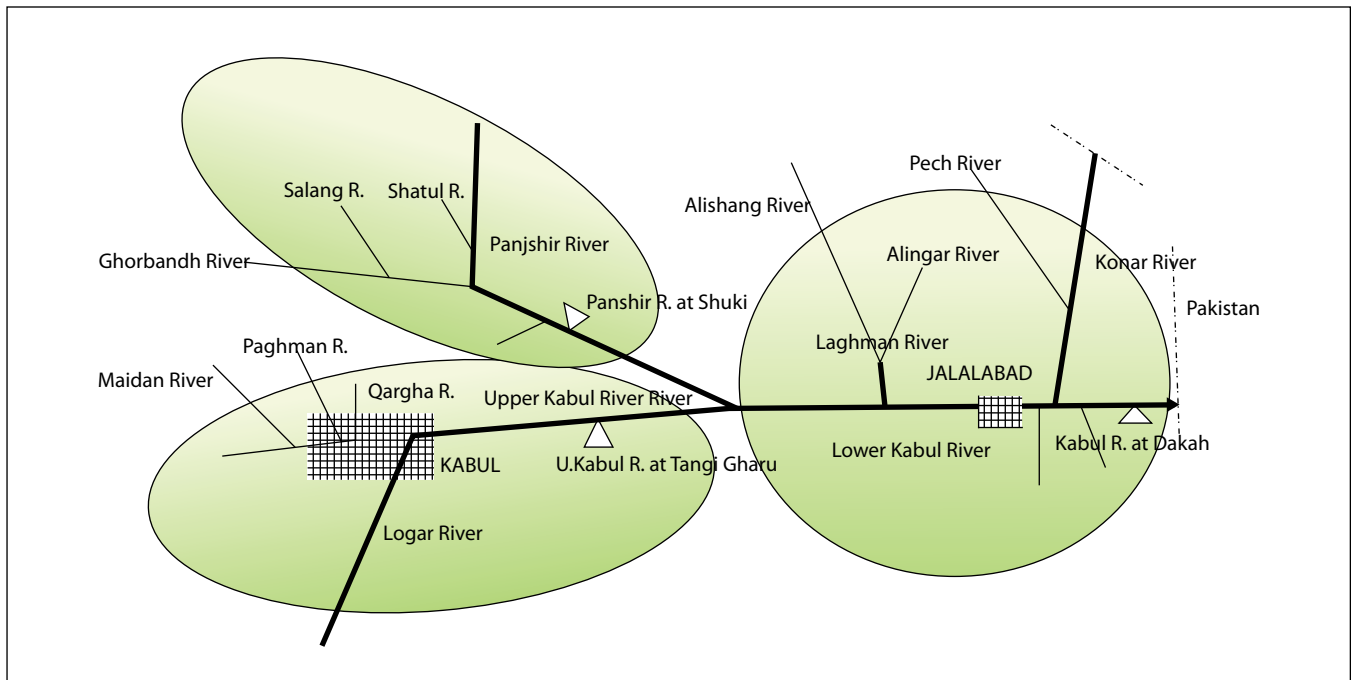 Pech River
Salang R.
Shatul R.
Alishang River
Panjshir River
Alingar River
Ghorbandh River
Konar River
Panshir R. at Shuki
Pakistan
Paghman R.
Laghman River
Maidan River
JALALABAD
Qargha R.
Upper Kabul River River
Kabul R. at Dakah
Lower Kabul River
KABUL
U.Kabul R. at Tangi Gharu
Logar River